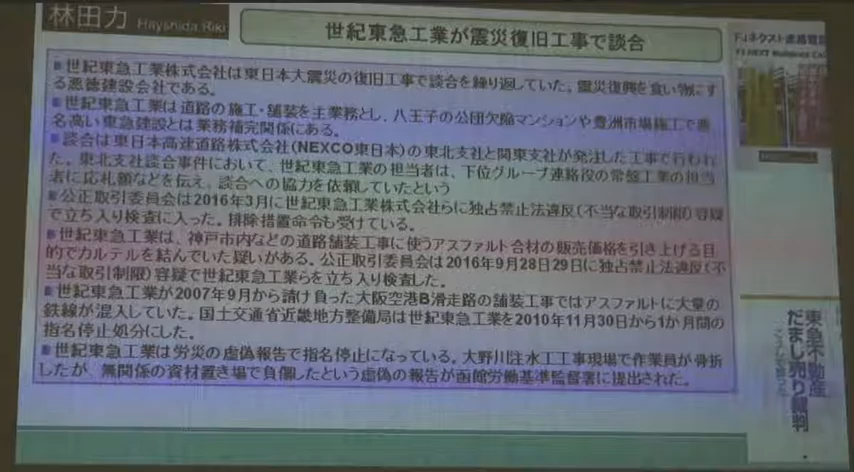 林田力 Hayashida Riki
世紀東急工業が震災復旧工事で談合
■世紀東急工業株式会社は東日本大震災の復旧工事で談合を繰り返していた。震災復興を食い物にす
る悪徳建設会社である。
■世紀東急工業は道路の施工・舗装を主業務とし、八王子の公団欠陥マンションや豊洲市場施工で悪
名高い東急建設とは業務補完関係にある。
■談合は東日本高速道路株式会社(NEXCO東日本)の東北支社と関東支社が発注した工事で行われ
た。東北支社談合事件において、世紀東急工業の担当者は、下位グループ連絡役の常盤工業の担当
者に応札額などを伝え、談合への協力を依頼していたという
■公正取引委員会は2016年3月に世紀東急工業株式会社らに独占禁止法違反(不当な取引制限)容疑
で立ち入り検査に入った。排除措置命令も受けている。
■世紀東急工業は、神戸市内などの道路舗装工事に使うアスファルト合材の販売価格を引き上げる目
的でカルテルを結んでいた疑いがある。公正取引委員会は2016年9月28日29日に独占禁止法違反(不
当な取引制限)容疑で世紀東急工業らを立ち入り検査した。
■世紀東急工業が2007年9月から請け負った大阪空港B滑走路の舗装工事ではアスファルトに大量の
鉄線が混入していた。国土交通省近畿地方整備局は世紀東急工業を2010年11月30日から1か月間の
指名停止処分にした。
■世紀東急工業は労災の虚偽報告で指名停止になっている。大野川注水工工事現場で作業員が骨折
したが、無関係の資材置き場で負傷したという虚偽の報告が函館労働基準監督署に提出された。
FJネクスト迷惑電話
東急不動産
だまし売り裁判